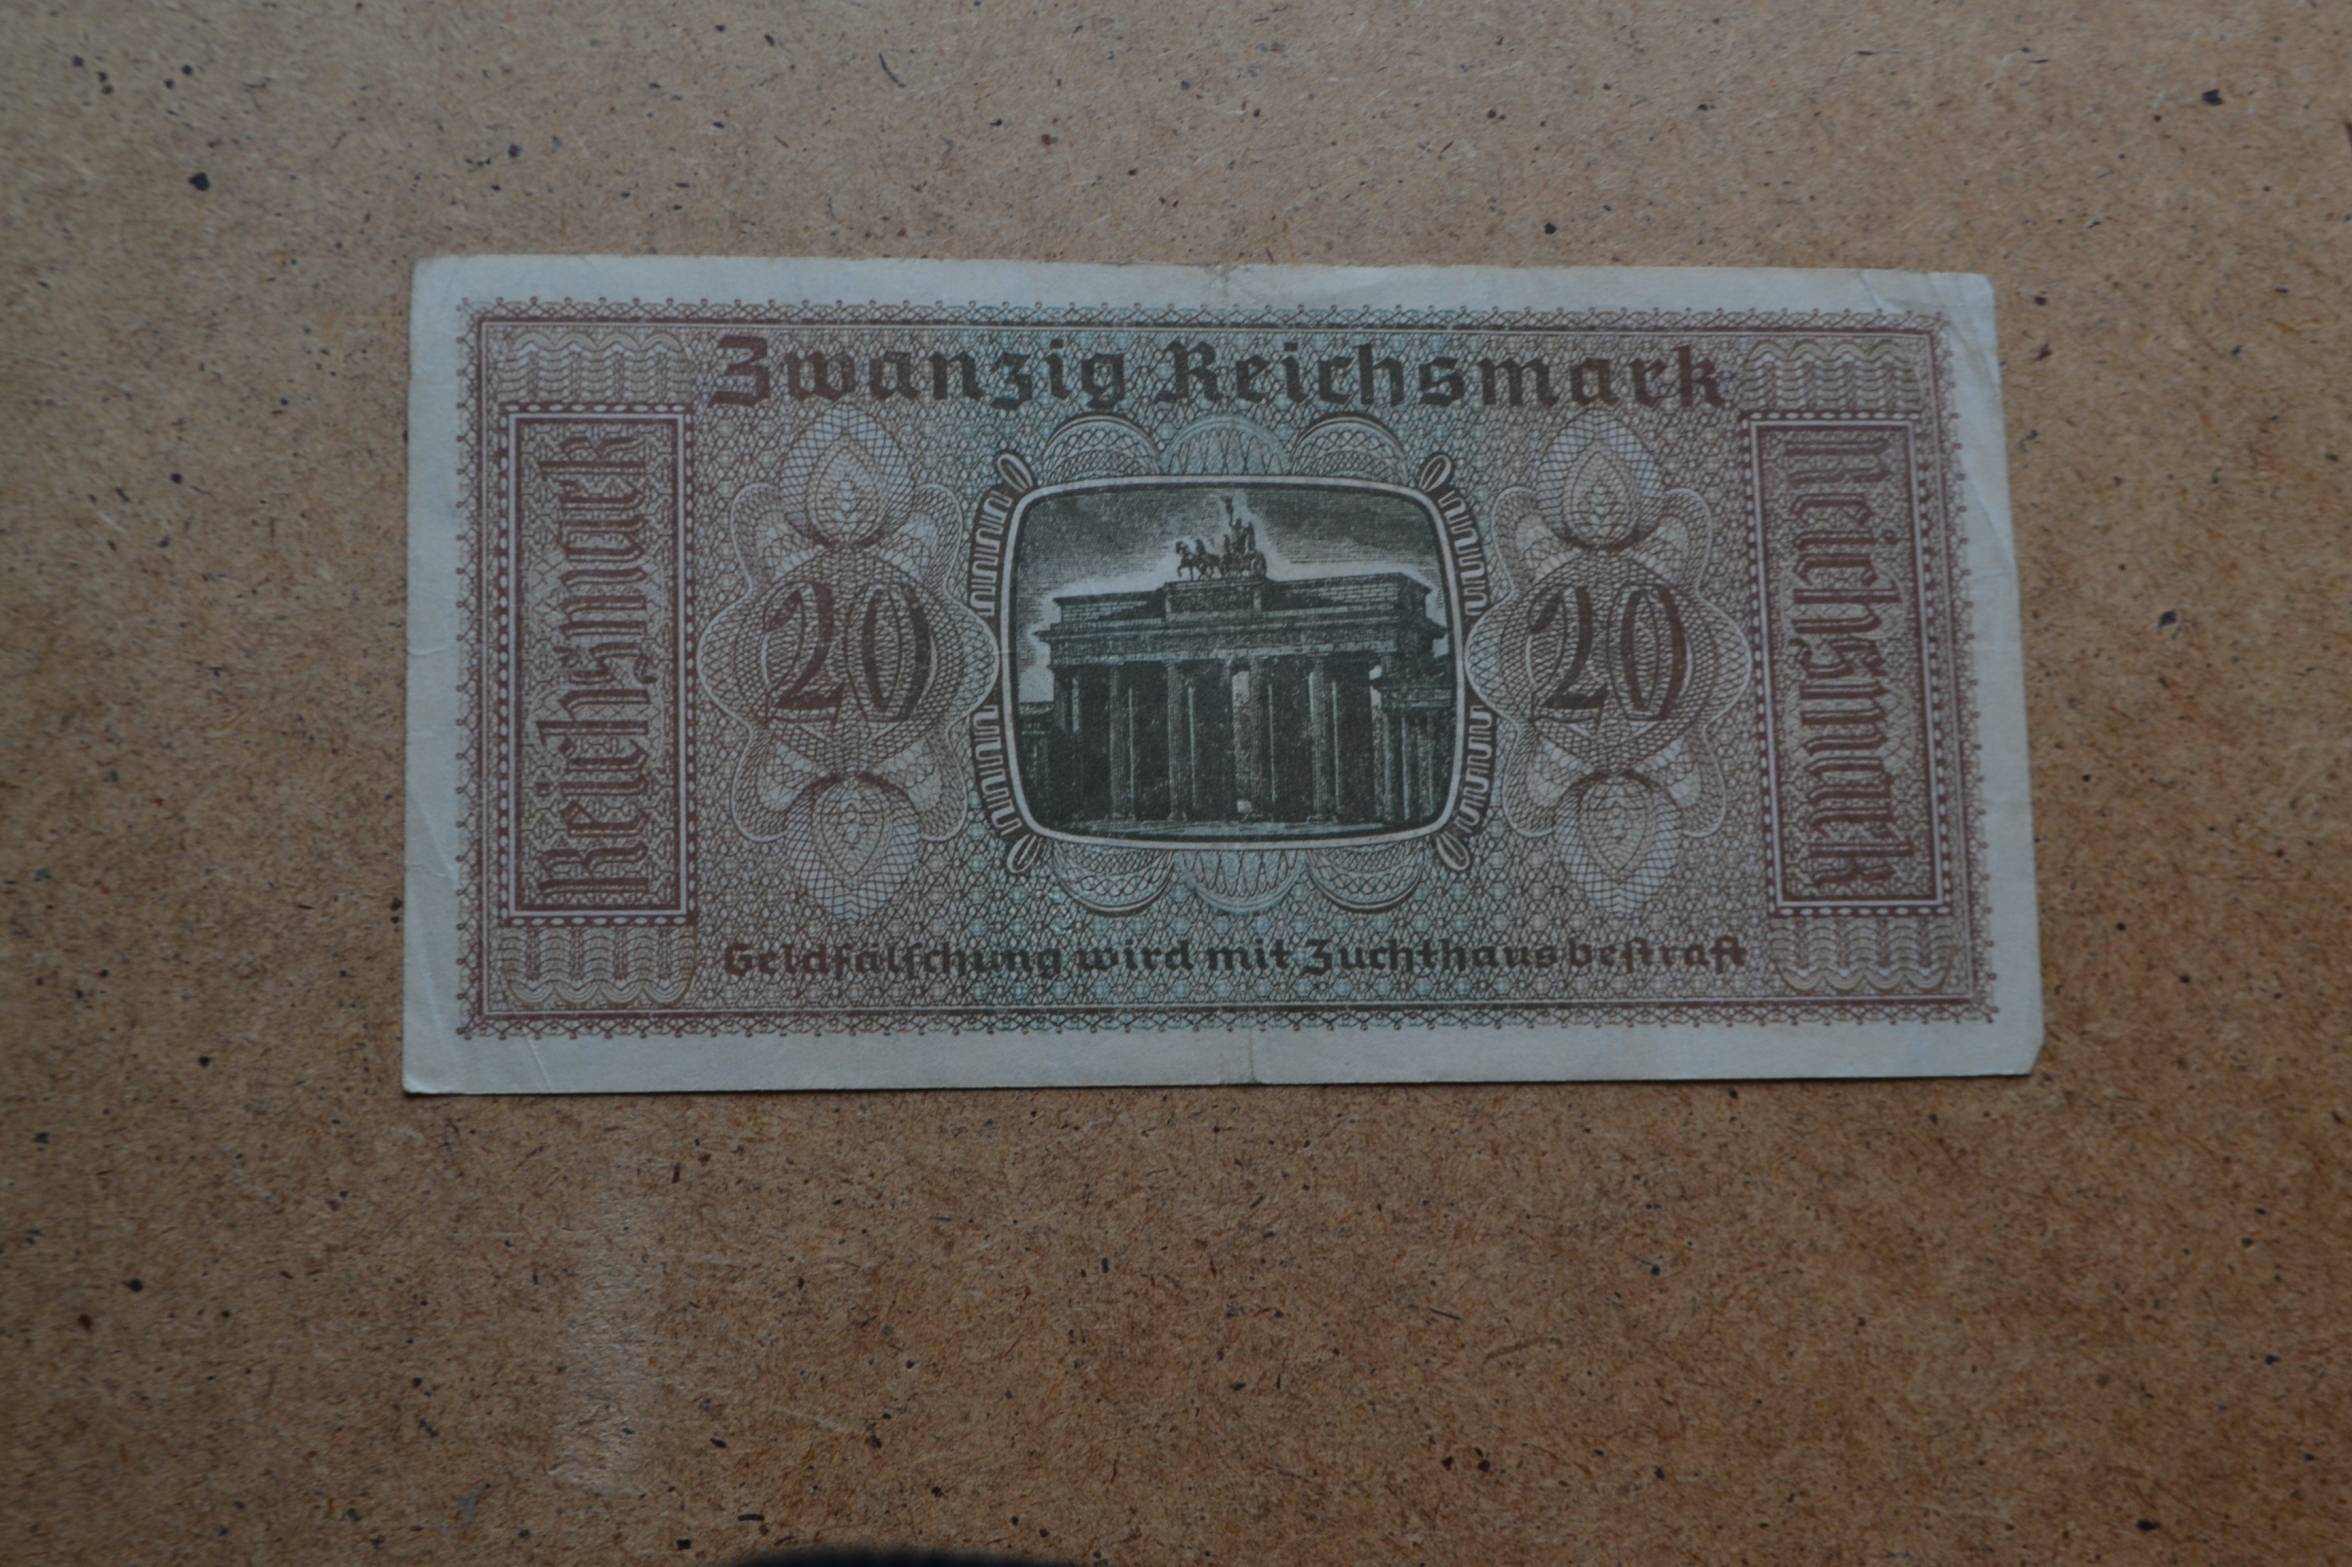 Zwanzig Reichsmark
Reichsmark
20
20
Reichsmark
Geldfälſchung wird mit Zuchthaus beſtraft